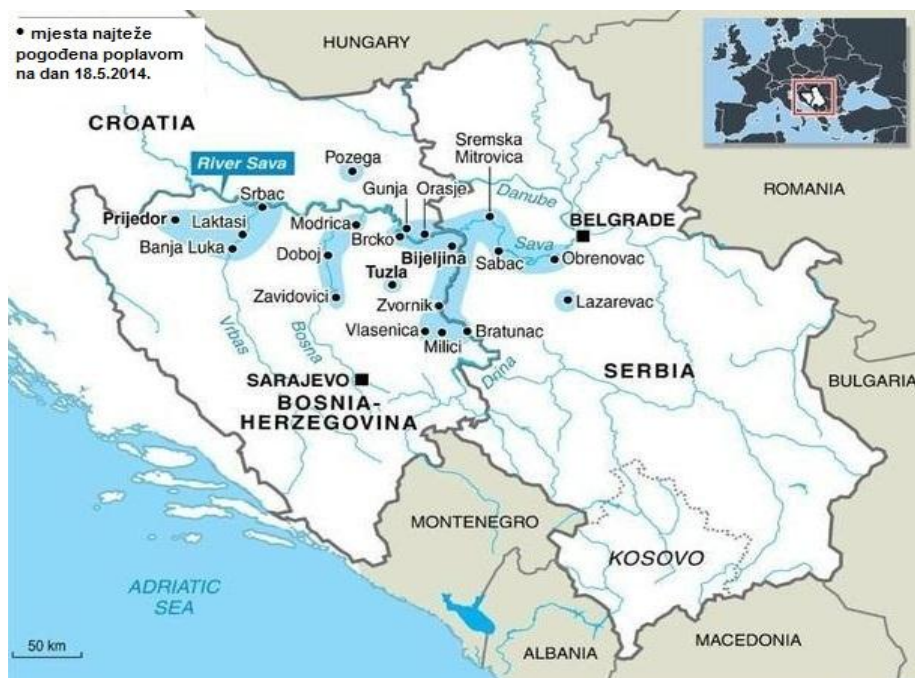 • mjesta najteže
pogođena poplavom
na dan 18.5.2014.
HUNGARY
CROATIA
River Sava
Pozega
Sremska
Mitrovica
Danube
ROMANIA
Srbac
Gunja
Orasje
Prijedor
Laktasi
Modrica
Brcko
BELGRADE
Banja Luka
Doboj
Bijeljina
Sava
Sabac
Obrenovac
Tuzla
Zavidovici
Zvornik
Lazarevac
Vrbas
Bosna
Vlasenica
Milici
Bratunac
Drina
SERBIA
BULGARIA
SARAJEVO
BOSNIA-
HERZEGOVINA
MONTENEGRO
KOSOVO
ADRIATIC
SEA
50 km
ALBANIA
MACEDONIA